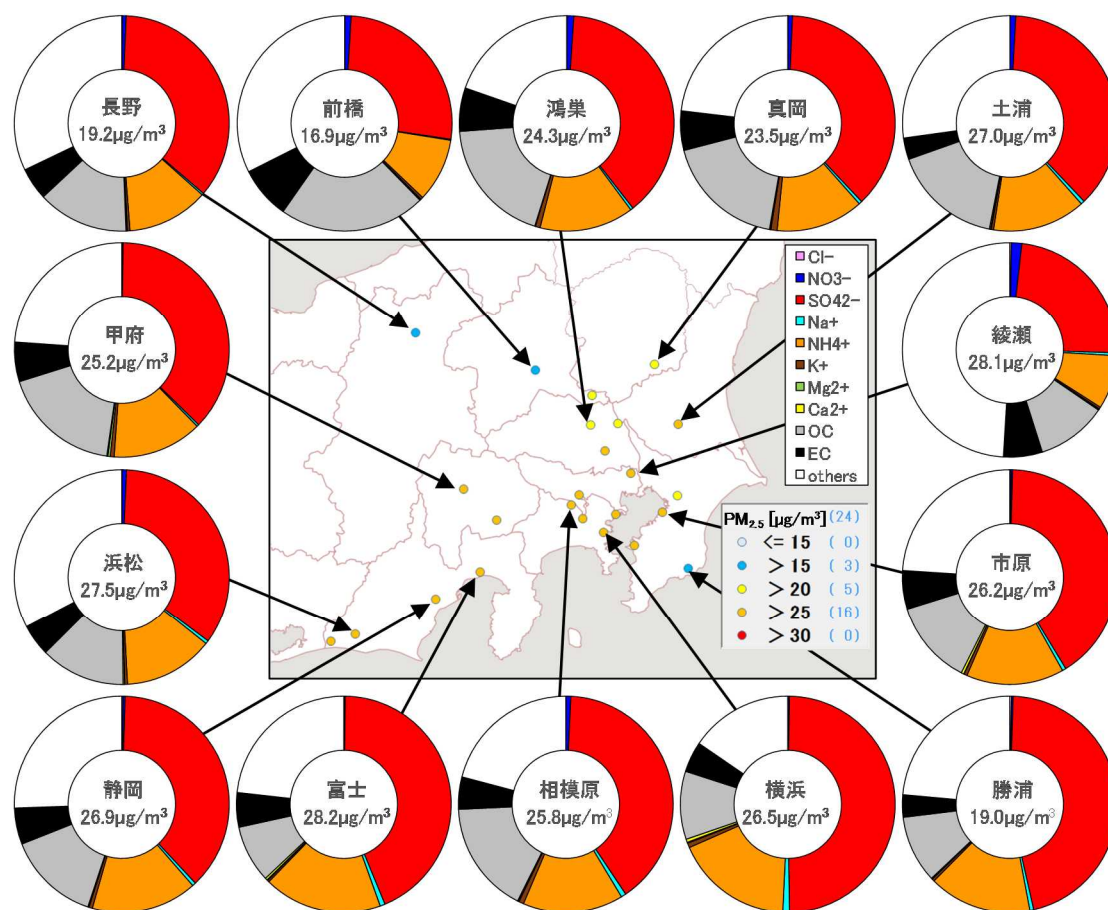 長野
19.2μg/m³
前橋
16.9μg/m³
鴻巣
24.3μg/m³
真岡
23.5μg/m³
土浦
27.0μg/m³
甲府
25.2μg/m³
綾瀬
28.1μg/m³
Cl-
NO3-
SO42-
Na+
NH4+
K+
Mg2+
Ca2+
OC
EC
others
PM2.5 [μg/m³] (24)
<= 15 ( 0)
> 15 ( 3)
> 20 ( 5)
> 25 (16)
> 30 ( 0)
浜松
27.5μg/m³
市原
26.2μg/m³
静岡
26.9μg/m³
富士
28.2μg/m³
相模原
25.8μg/m³
横浜
26.5μg/m³
勝浦
19.0μg/m³